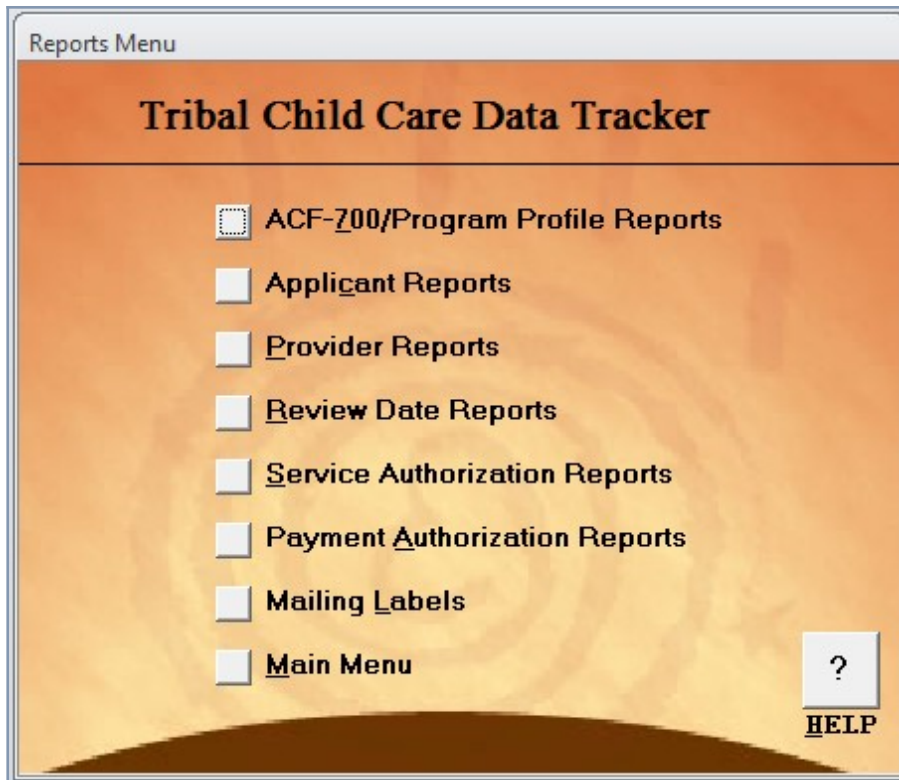 Reports Menu
Tribal Child Care Data Tracker
ACF-700/Program Profile Reports
Applicant Reports
Provider Reports
Review Date Reports
Service Authorization Reports
Payment Authorization Reports
Mailing Labels
Main Menu
?
HELP